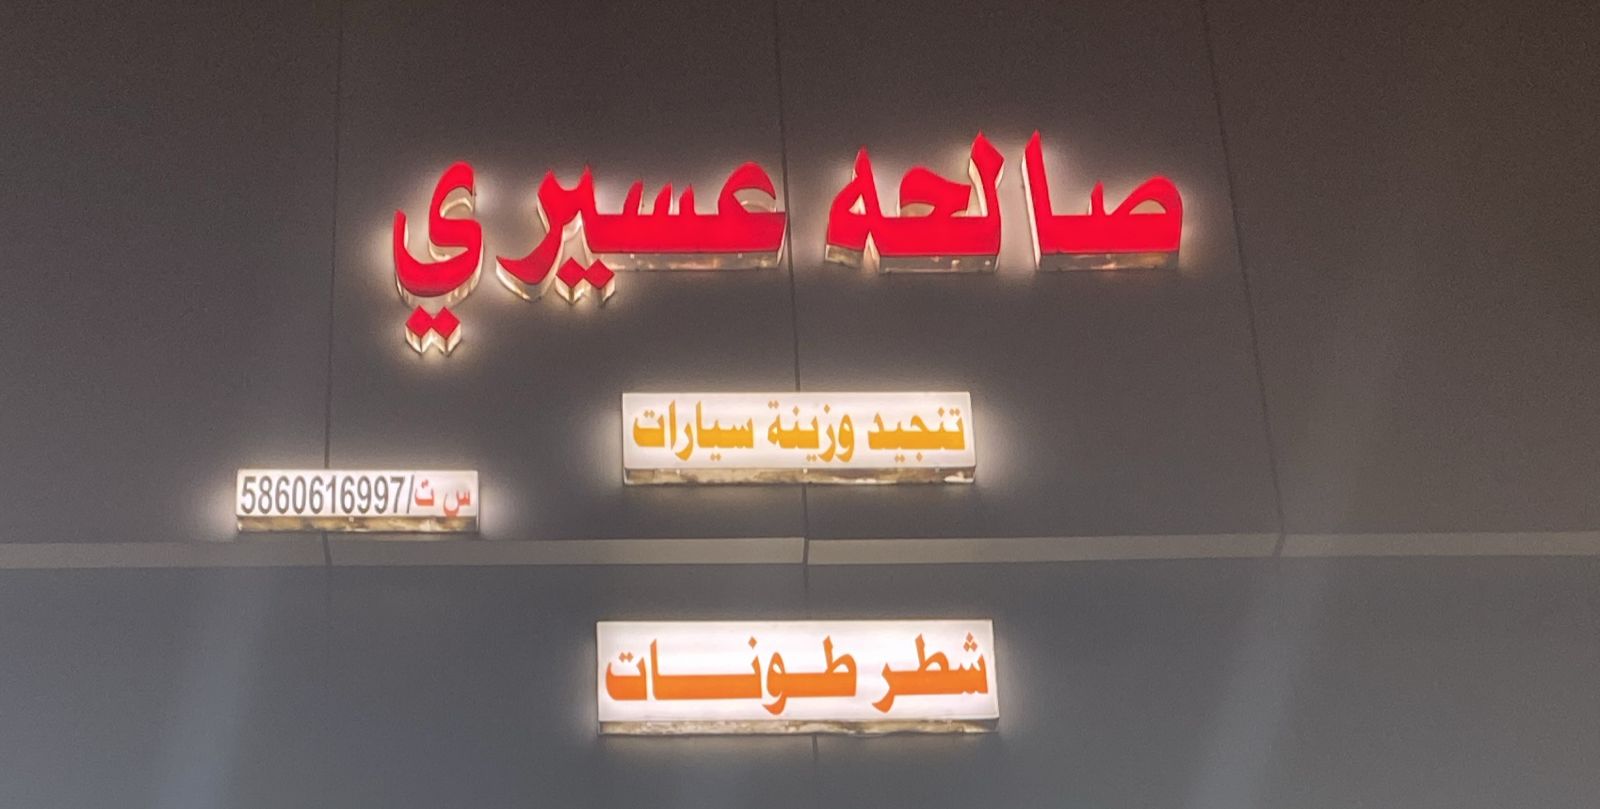 صالحه عسيري
تنجيد وزينة سيارات
س ت/5860616997
شطر طونات